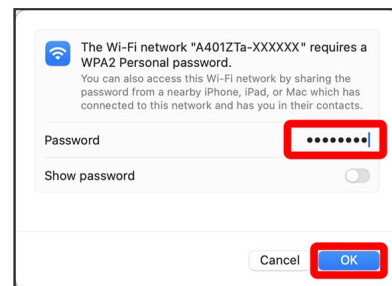 The Wi-Fi network "A401ZTa-XXXXXX" requires a
WPA2 Personal password.
You can also access this Wi-Fi network by sharing the
password from a nearby iPhone, iPad, or Mac which has
connected to this network and has you in their contacts.
Password ••••••••
Show password
Cancel OK